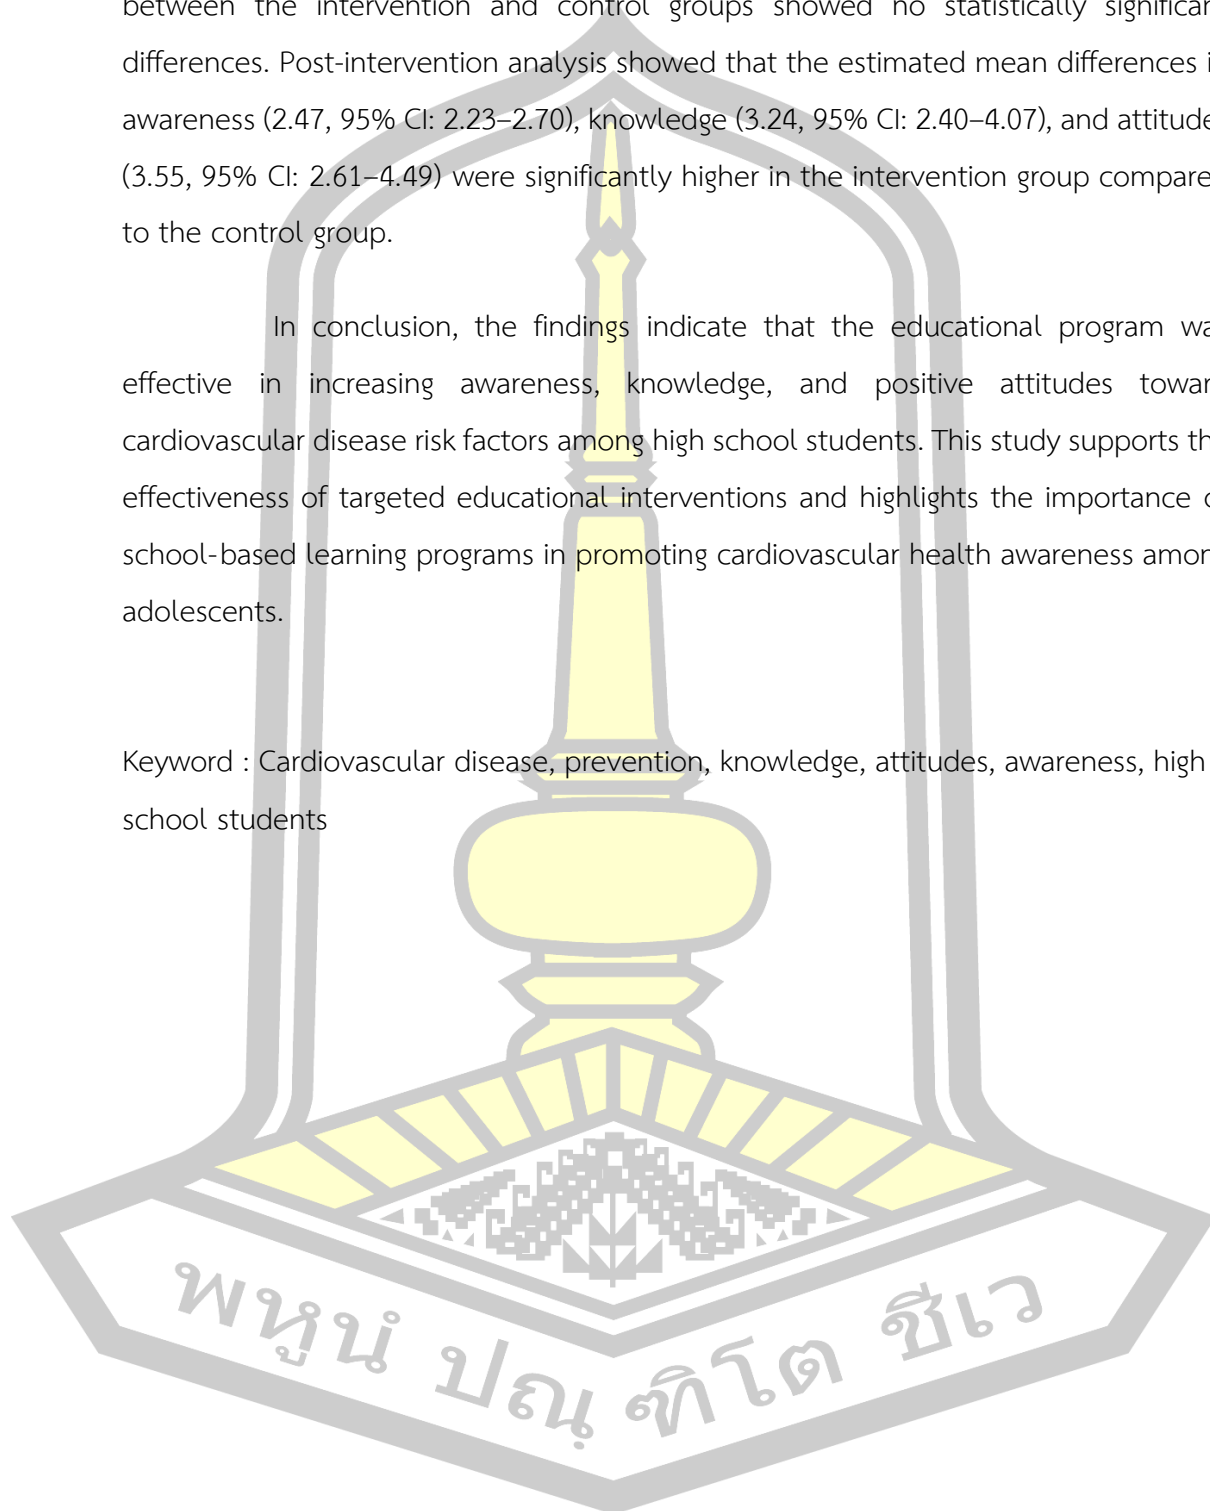 between the intervention and control groups showed no statistically significan
differences. Post-intervention analysis showed that the estimated mean differences i
awareness (2.47, 95% CI: 2.23–2.70), knowledge (3.24, 95% CI: 2.40–4.07), and attitude
(3.55, 95% CI: 2.61–4.49) were significantly higher in the intervention group compare
to the control group.
In conclusion, the findings indicate that the educational program wa
effective in increasing awareness, knowledge, and positive attitudes towar
cardiovascular disease risk factors among high school students. This study supports th
effectiveness of targeted educational interventions and highlights the importance o
school-based learning programs in promoting cardiovascular health awareness amon
adolescents.
Keyword : Cardiovascular disease, prevention, knowledge, attitudes, awareness, high
school students
พหูนํ ปณฺฑิโต ชีเว